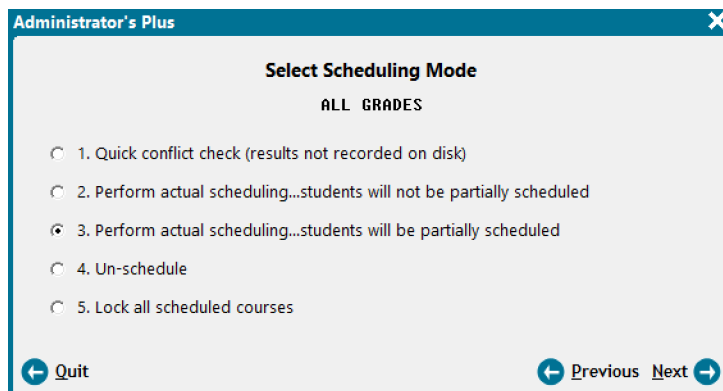 Administrator's Plus
Select Scheduling Mode
ALL GRADES
1. Quick conflict check (results not recorded on disk)
2. Perform actual scheduling...students will not be partially scheduled
3. Perform actual scheduling...students will be partially scheduled
4. Un-schedule
5. Lock all scheduled courses
Quit Previous Next